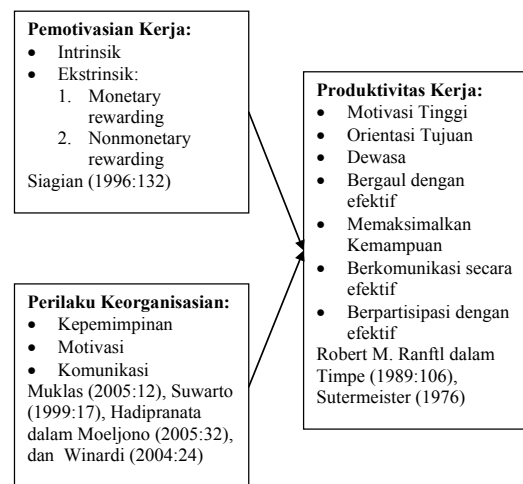 Pemotivasian Kerja:
• Intrinsik
• Ekstrinsik:
1. Monetary
rewarding
2. Nonmonetary
rewarding
Siagian (1996:132)
Perilaku Keorganisasian:
• Kepemimpinan
• Motivasi
• Komunikasi
Muklas (2005:12), Suwarto
(1999:17), Hadipranata
dalam Moeljono (2005:32),
dan Winardi (2004:24)
Produktivitas Kerja:
• Motivasi Tinggi
• Orientasi Tujuan
• Dewasa
• Bergaul dengan
efektif
• Memaksimalkan
Kemampuan
• Berkomunikasi secara
efektif
• Berpartisipasi dengan
efektif
Robert M. Ranftl dalam
Timpe (1989:106),
Sutermeister (1976)